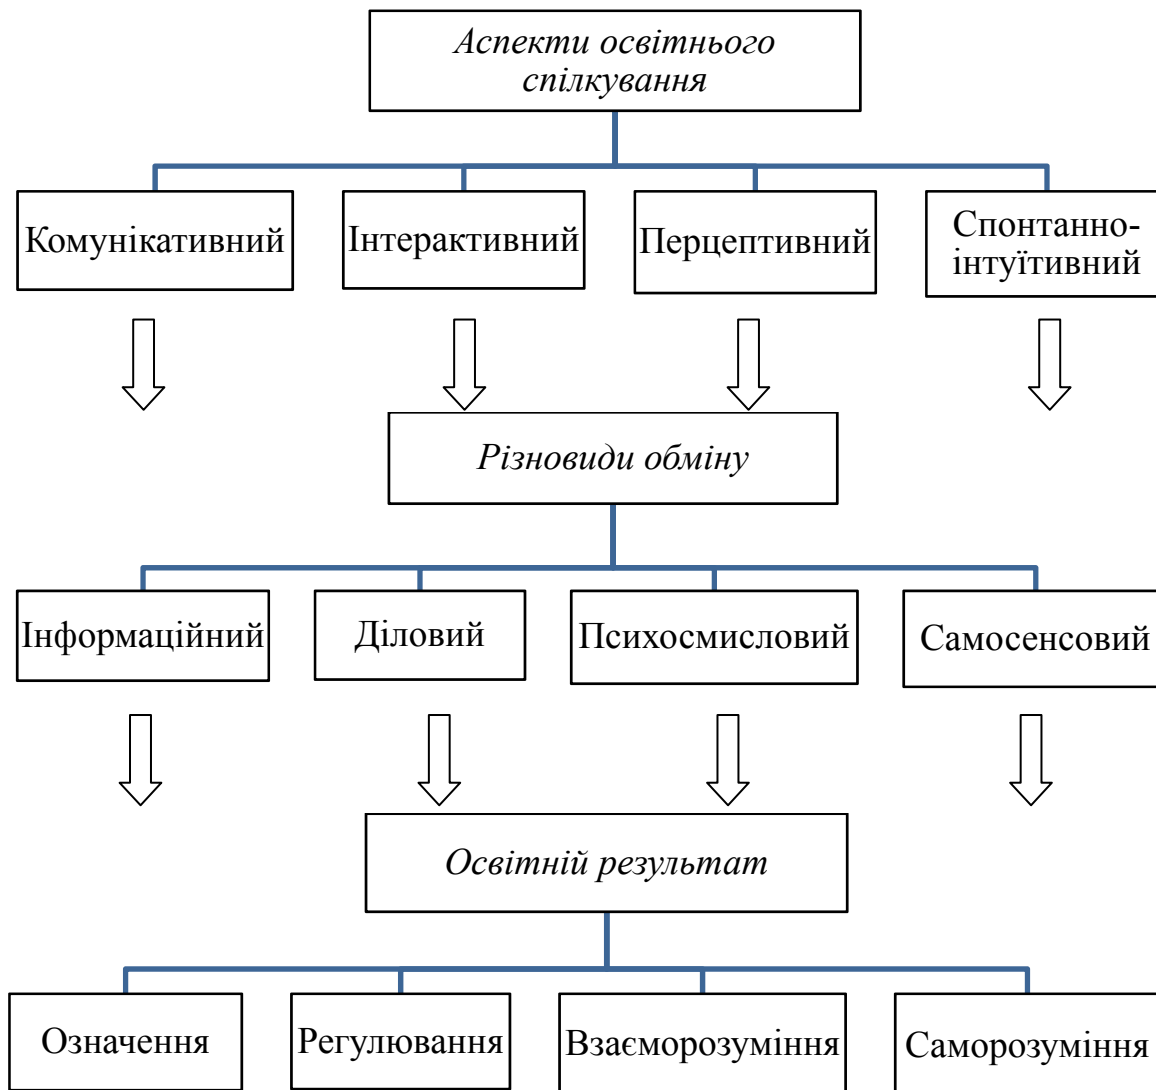 Аспекти освітнього
спілкування
Комунікативний
Інтерактивний
Перцептивний
Спонтанно-
інтуїтивний
Різновиди обміну
Інформаційний
Діловий
Психосмисловий
Самосенсовий
Освітній результат
Означення
Регулювання
Взаєморозуміння
Саморозуміння